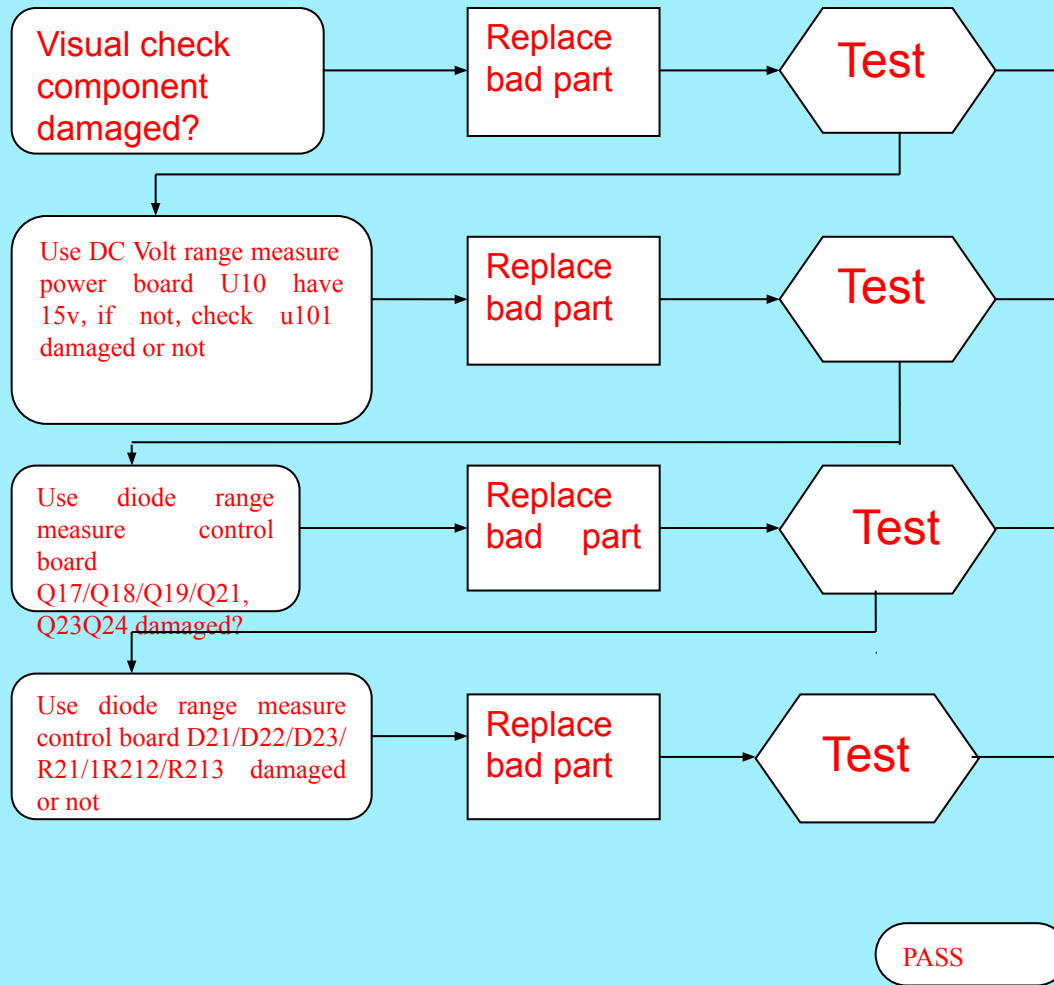 Visual check
component
damaged?
Replace
bad part
Test
Use DC Volt range measure
power board U10 have
15v, if not, check u101
damaged or not
Replace
bad part
Test
Use diode range
measure control
board
Q17/Q18/Q19/Q21,
Q23Q24 damaged?
Replace
bad part
Test
Use diode range measure
control board D21/D22/D23/
R21/1R212/R213 damaged
or not
Replace
bad part
Test
PASS